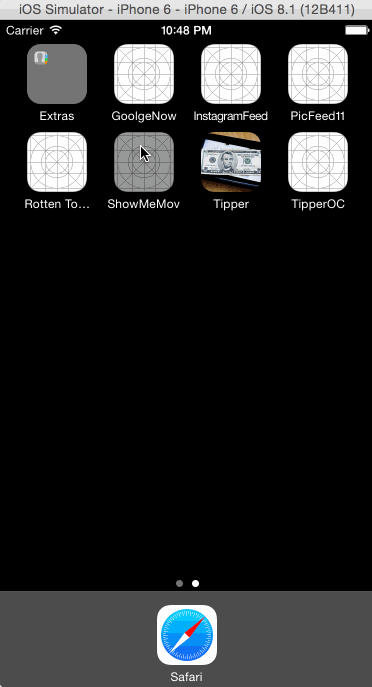 iOS Simulator - iPhone 6 - iPhone 6 / iOS 8.1 (12B411)
Carrier 10:48 PM
Extras GoolgeNow InstagramFeed PicFeed11
Rotten To... ShowMeMov Tipper TipperOC
Safari